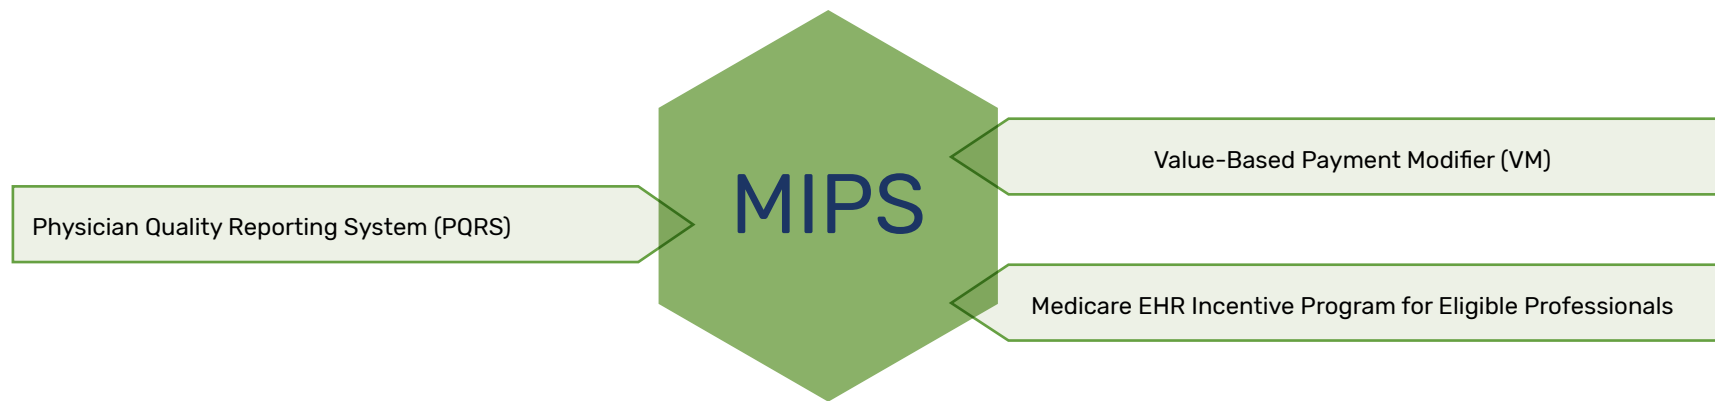 MIPS
Value-Based Payment Modifier (VM)
Physician Quality Reporting System (PQRS)
Medicare EHR Incentive Program for Eligible Professionals